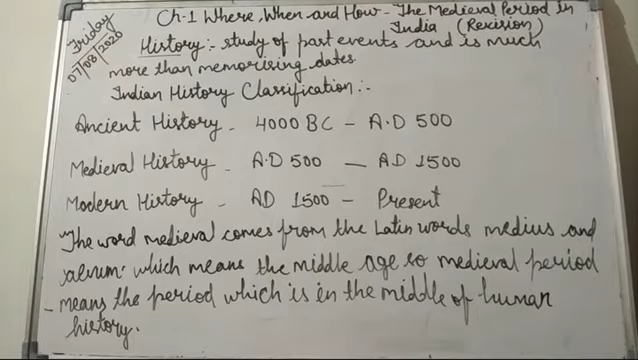 Friday
07/08/2020
Ch-1 Where, When and How - The Medieval Period in
India (Revision)
History:- study of past events and is much
more than memorising dates.
Indian History Classification:-
Ancient History - 4000 BC - A.D 500
Medieval History - A.D 500 - AD 1500
Modern History - AD 1500 - Present
"The word medieval comes from the Latin words medius and
aevum. which means the middle age so medieval period
- means the period which is in the middle of human
history.